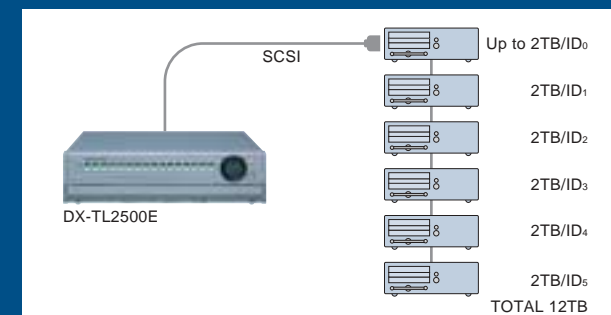 SCSI
Up to 2TB/ID₀
2TB/ID₁
2TB/ID₂
2TB/ID₃
2TB/ID₄
2TB/ID₅
TOTAL 12TB
DX-TL2500E